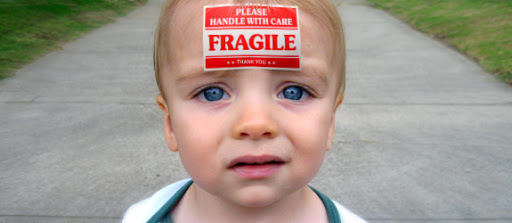 PLEASE
HANDLE WITH CARE
FRAGILE
★★ THANK YOU ★★